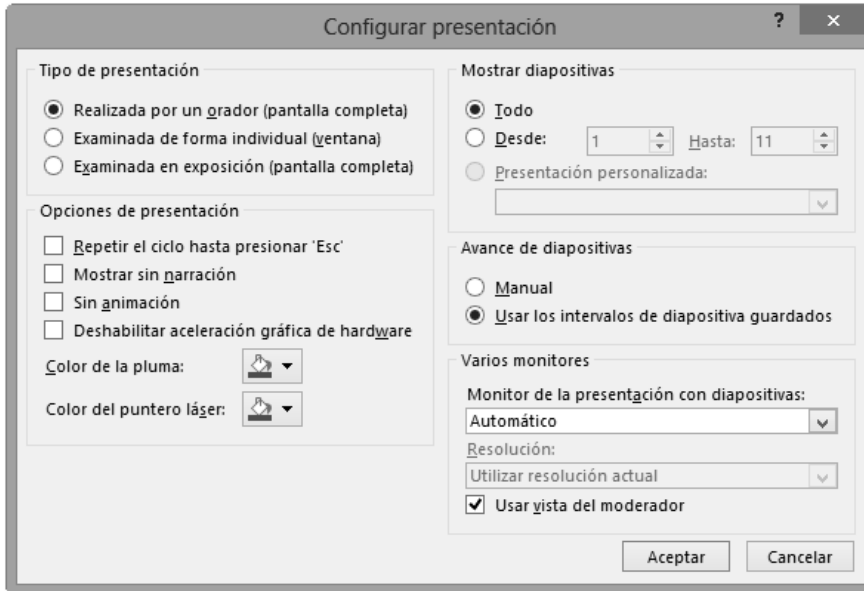 Configurar presentación
?
Tipo de presentación
Realizada por un orador (pantalla completa)
Examinada de forma individual (ventana)
Examinada en exposición (pantalla completa)
Opciones de presentación
Repetir el ciclo hasta presionar 'Esc'
Mostrar sin narración
Sin animación
Deshabilitar aceleración gráfica de hardware
Color de la pluma:
Color del puntero láser:
Mostrar diapositivas
Todo
Desde: 1 Hasta: 11
Presentación personalizada:
Avance de diapositivas
Manual
Usar los intervalos de diapositiva guardados
Varios monitores
Monitor de la presentación con diapositivas:
Automático
Resolución:
Utilizar resolución actual
Usar vista del moderador
Aceptar Cancelar